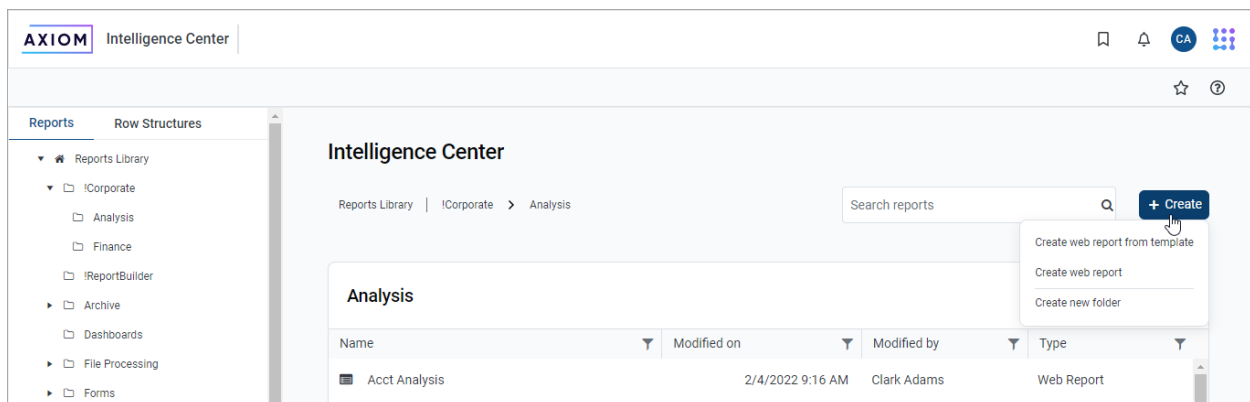 AXIOM Intelligence Center
CA
Reports Row Structures
Reports Library
!Corporate
Analysis
Finance
!ReportBuilder
Archive
Dashboards
File Processing
Forms
Intelligence Center
Reports Library | !Corporate > Analysis
Search reports
+ Create
Create web report from template
Create web report
Create new folder
Analysis
Name Modified on Modified by Type
Acct Analysis 2/4/2022 9:16 AM Clark Adams Web Report